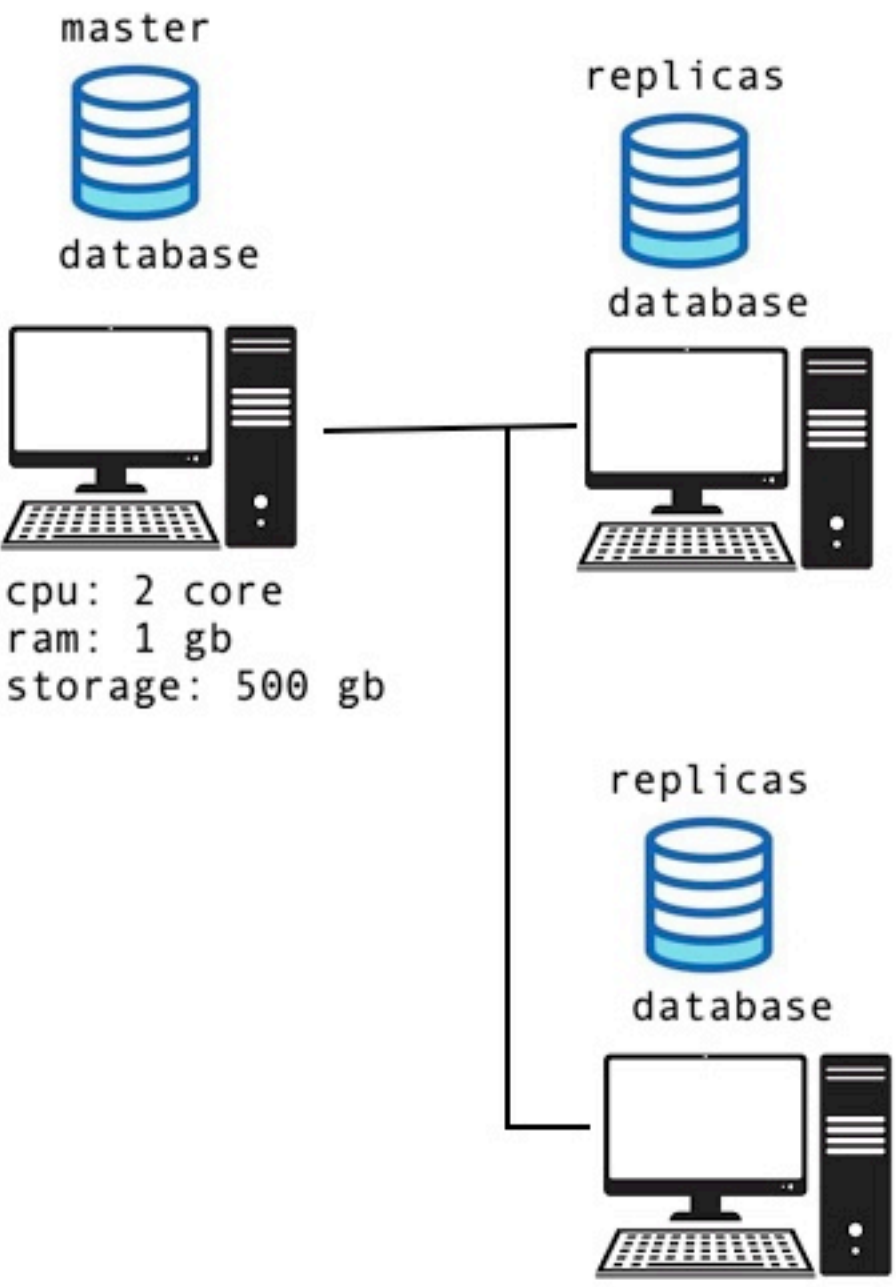 master
database
cpu: 2 core
ram: 1 gb
storage: 500 gb
replicas
database
replicas
database